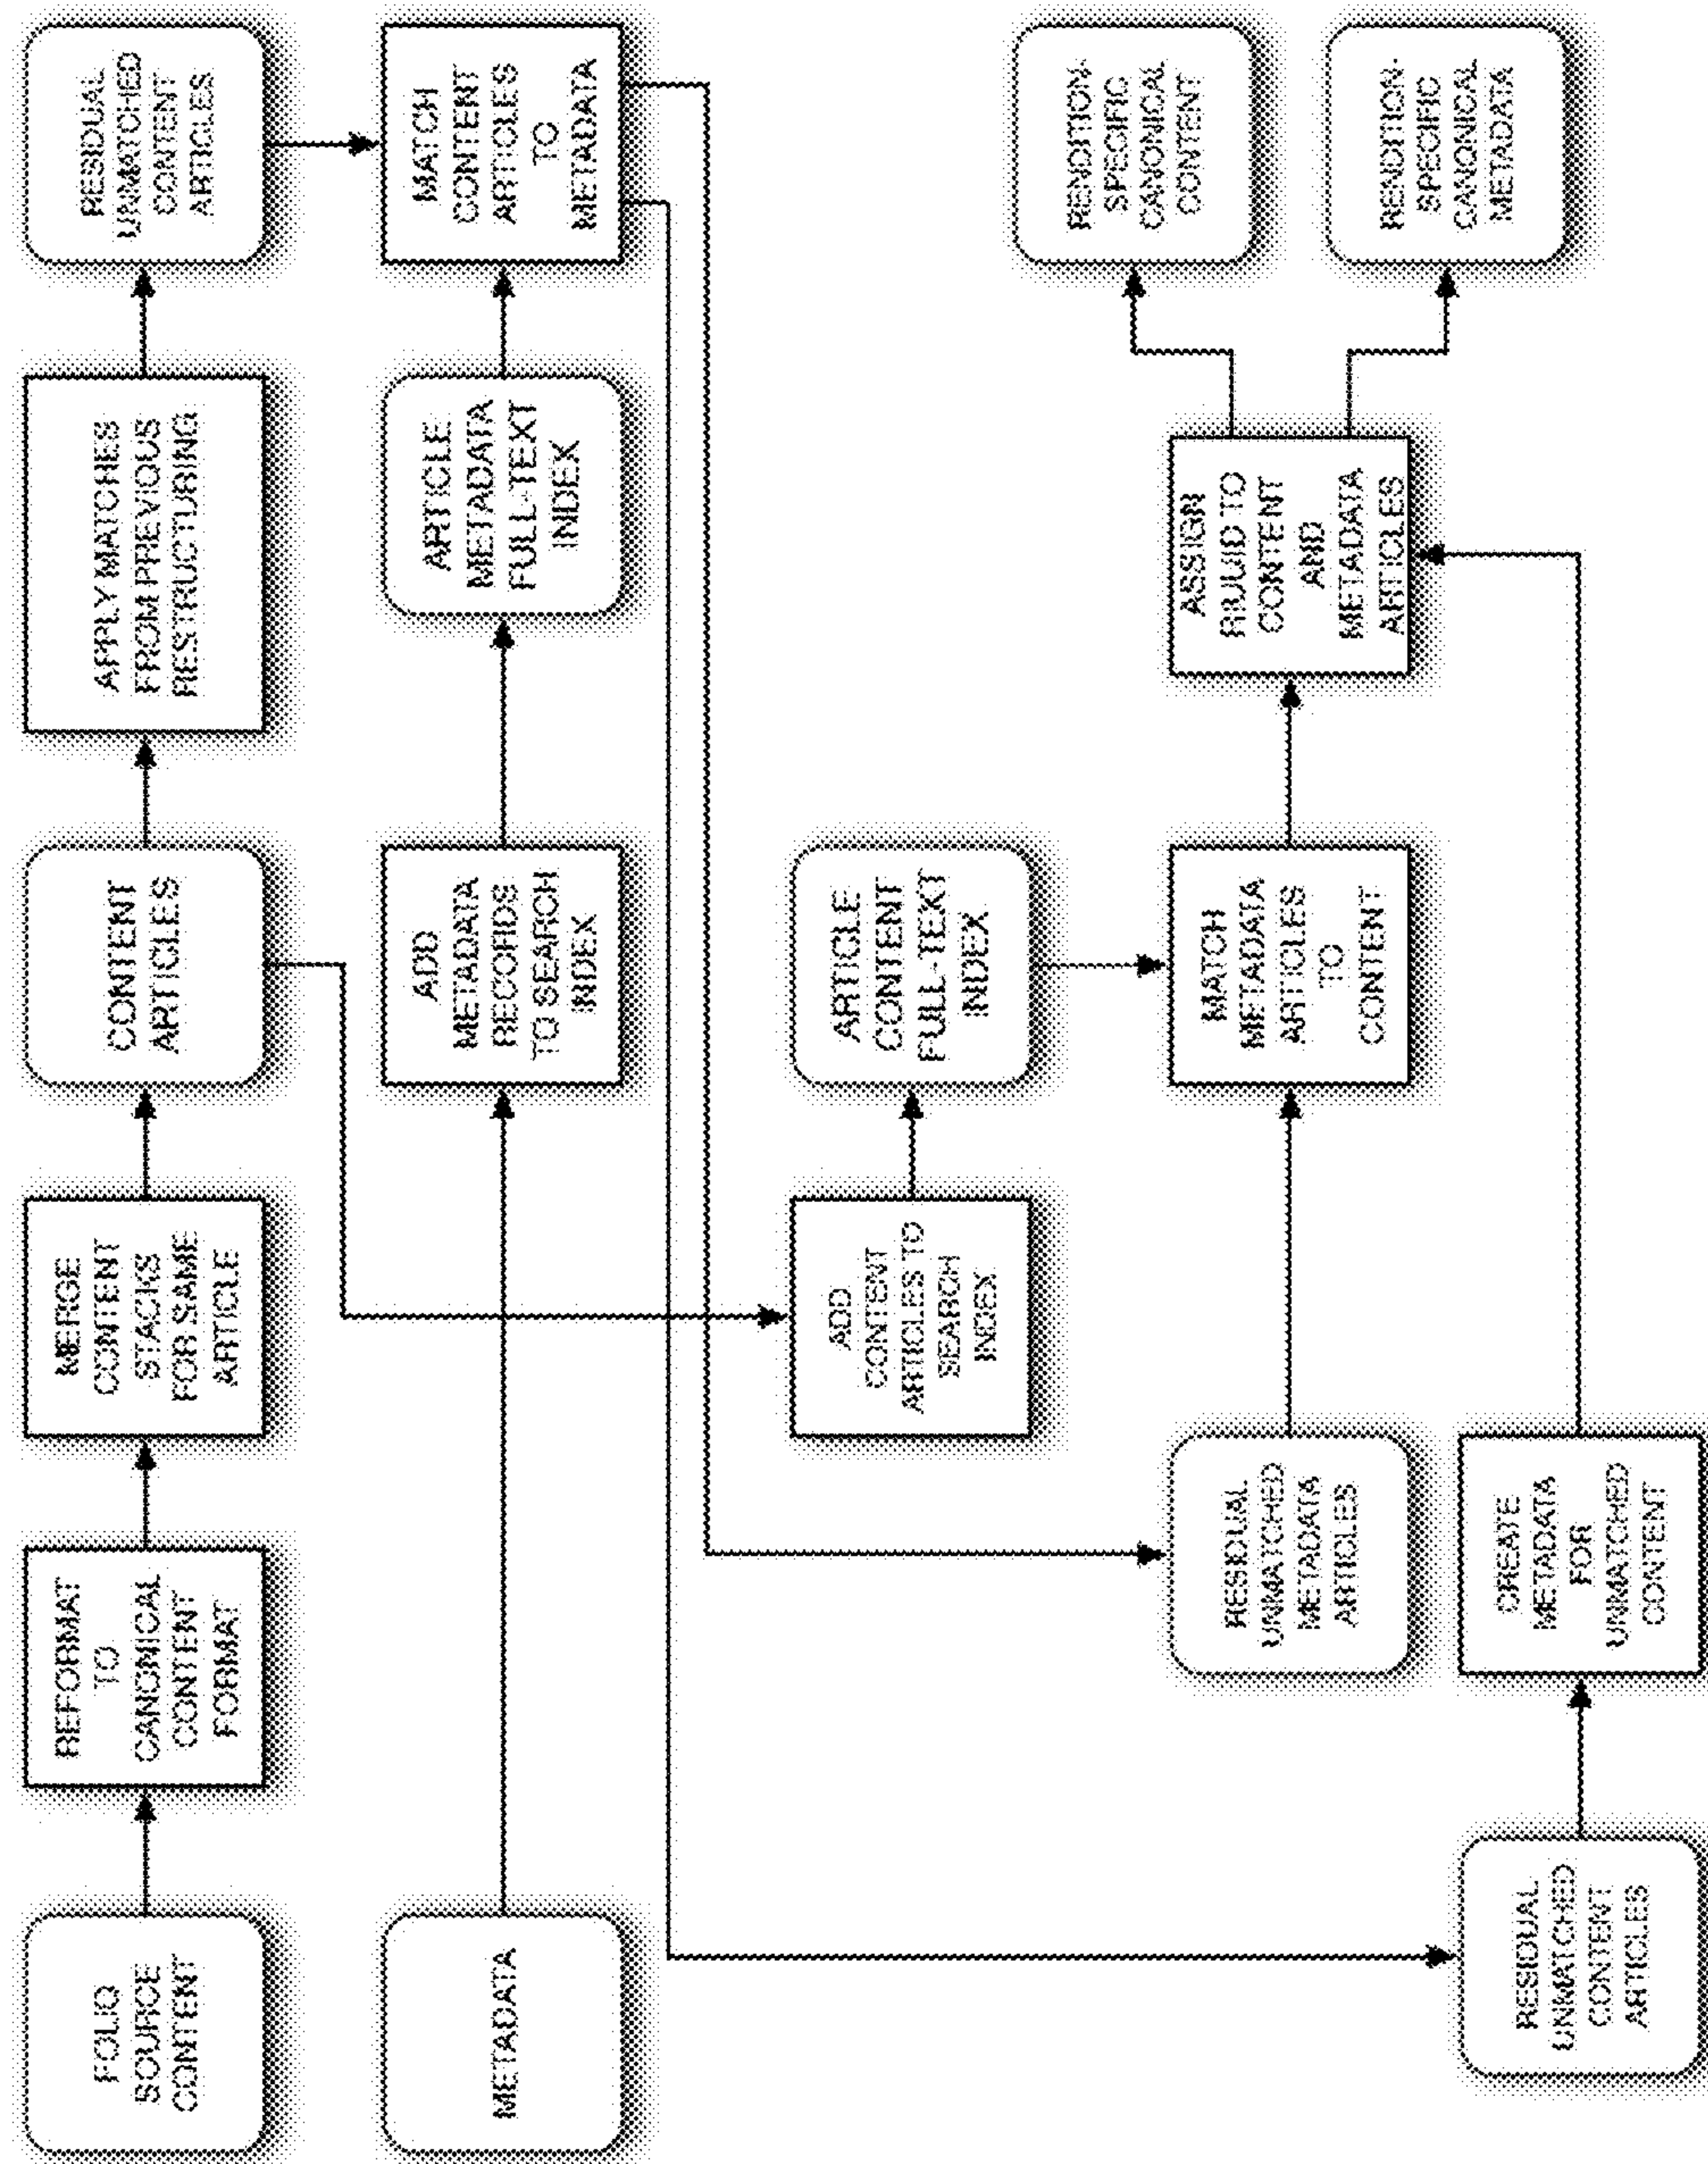 FOLIO
SOURCE
CONTENT
REFORMAT
TO
CANONICAL
CONTENT
FORMAT
MERGE
CONTENT
STACKS
FOR SAME
ARTICLE
CONTENT
ARTICLES
APPLY MATCHES
FROM PREVIOUS
RESTRUCTURING
RESIDUAL
UNMATCHED
CONTENT
ARTICLES
METADATA
ADD
METADATA
RECORDS
TO SEARCH
INDEX
ARTICLE
METADATA
FULL-TEXT
INDEX
MATCH
CONTENT
ARTICLES
TO
METADATA
ADD
CONTENT
ARTICLES TO
SEARCH
INDEX
ARTICLE
CONTENT
FULL-TEXT
INDEX
RESIDUAL
UNMATCHED
METADATA
ARTICLES
MATCH
METADATA
ARTICLES
TO
CONTENT
ASSIGN
RUUID TO
CONTENT
AND
METADATA
ARTICLES
RENDITION-
SPECIFIC
CANONICAL
CONTENT
RENDITION-
SPECIFIC
CANONICAL
METADATA
RESIDUAL
UNMATCHED
CONTENT
ARTICLES
CREATE
METADATA
FOR
UNMATCHED
CONTENT